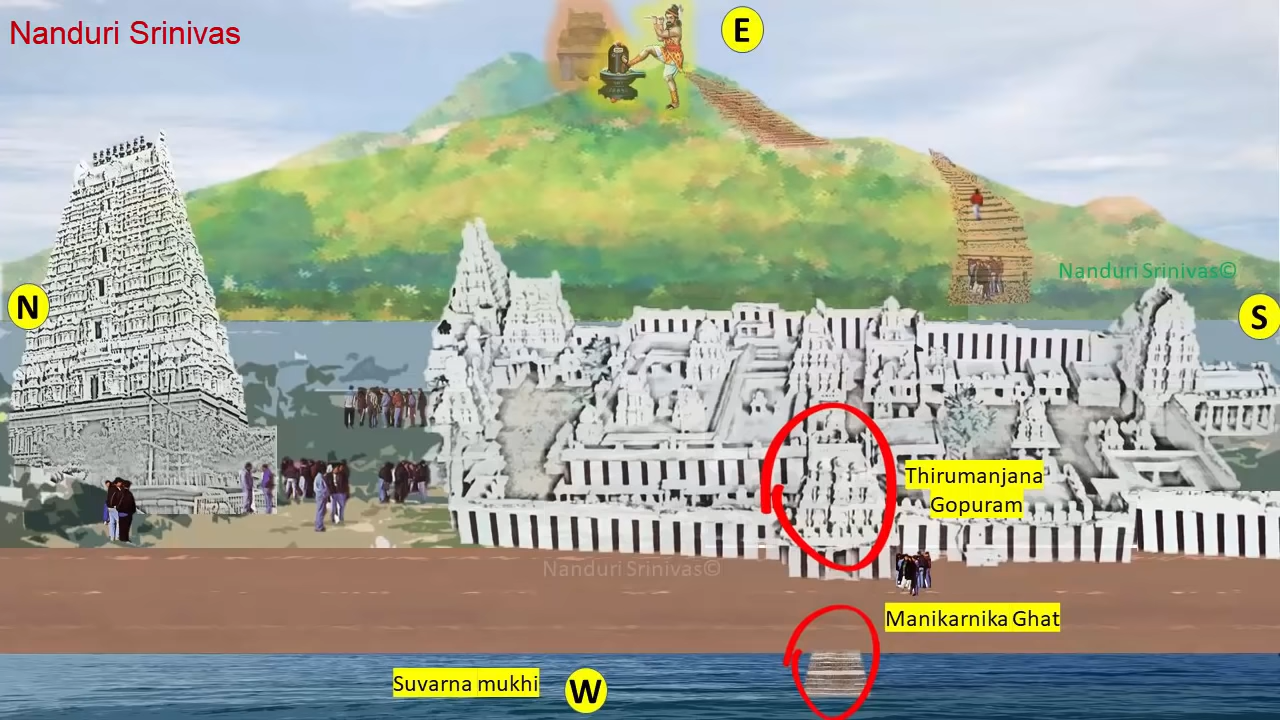 Nanduri Srinivas
E
Nanduri Srinivas©
N
S
Thirumanjana
Gopuram
Nanduri Srinivas©
Manikarnika Ghat
Suvarna mukhi
W